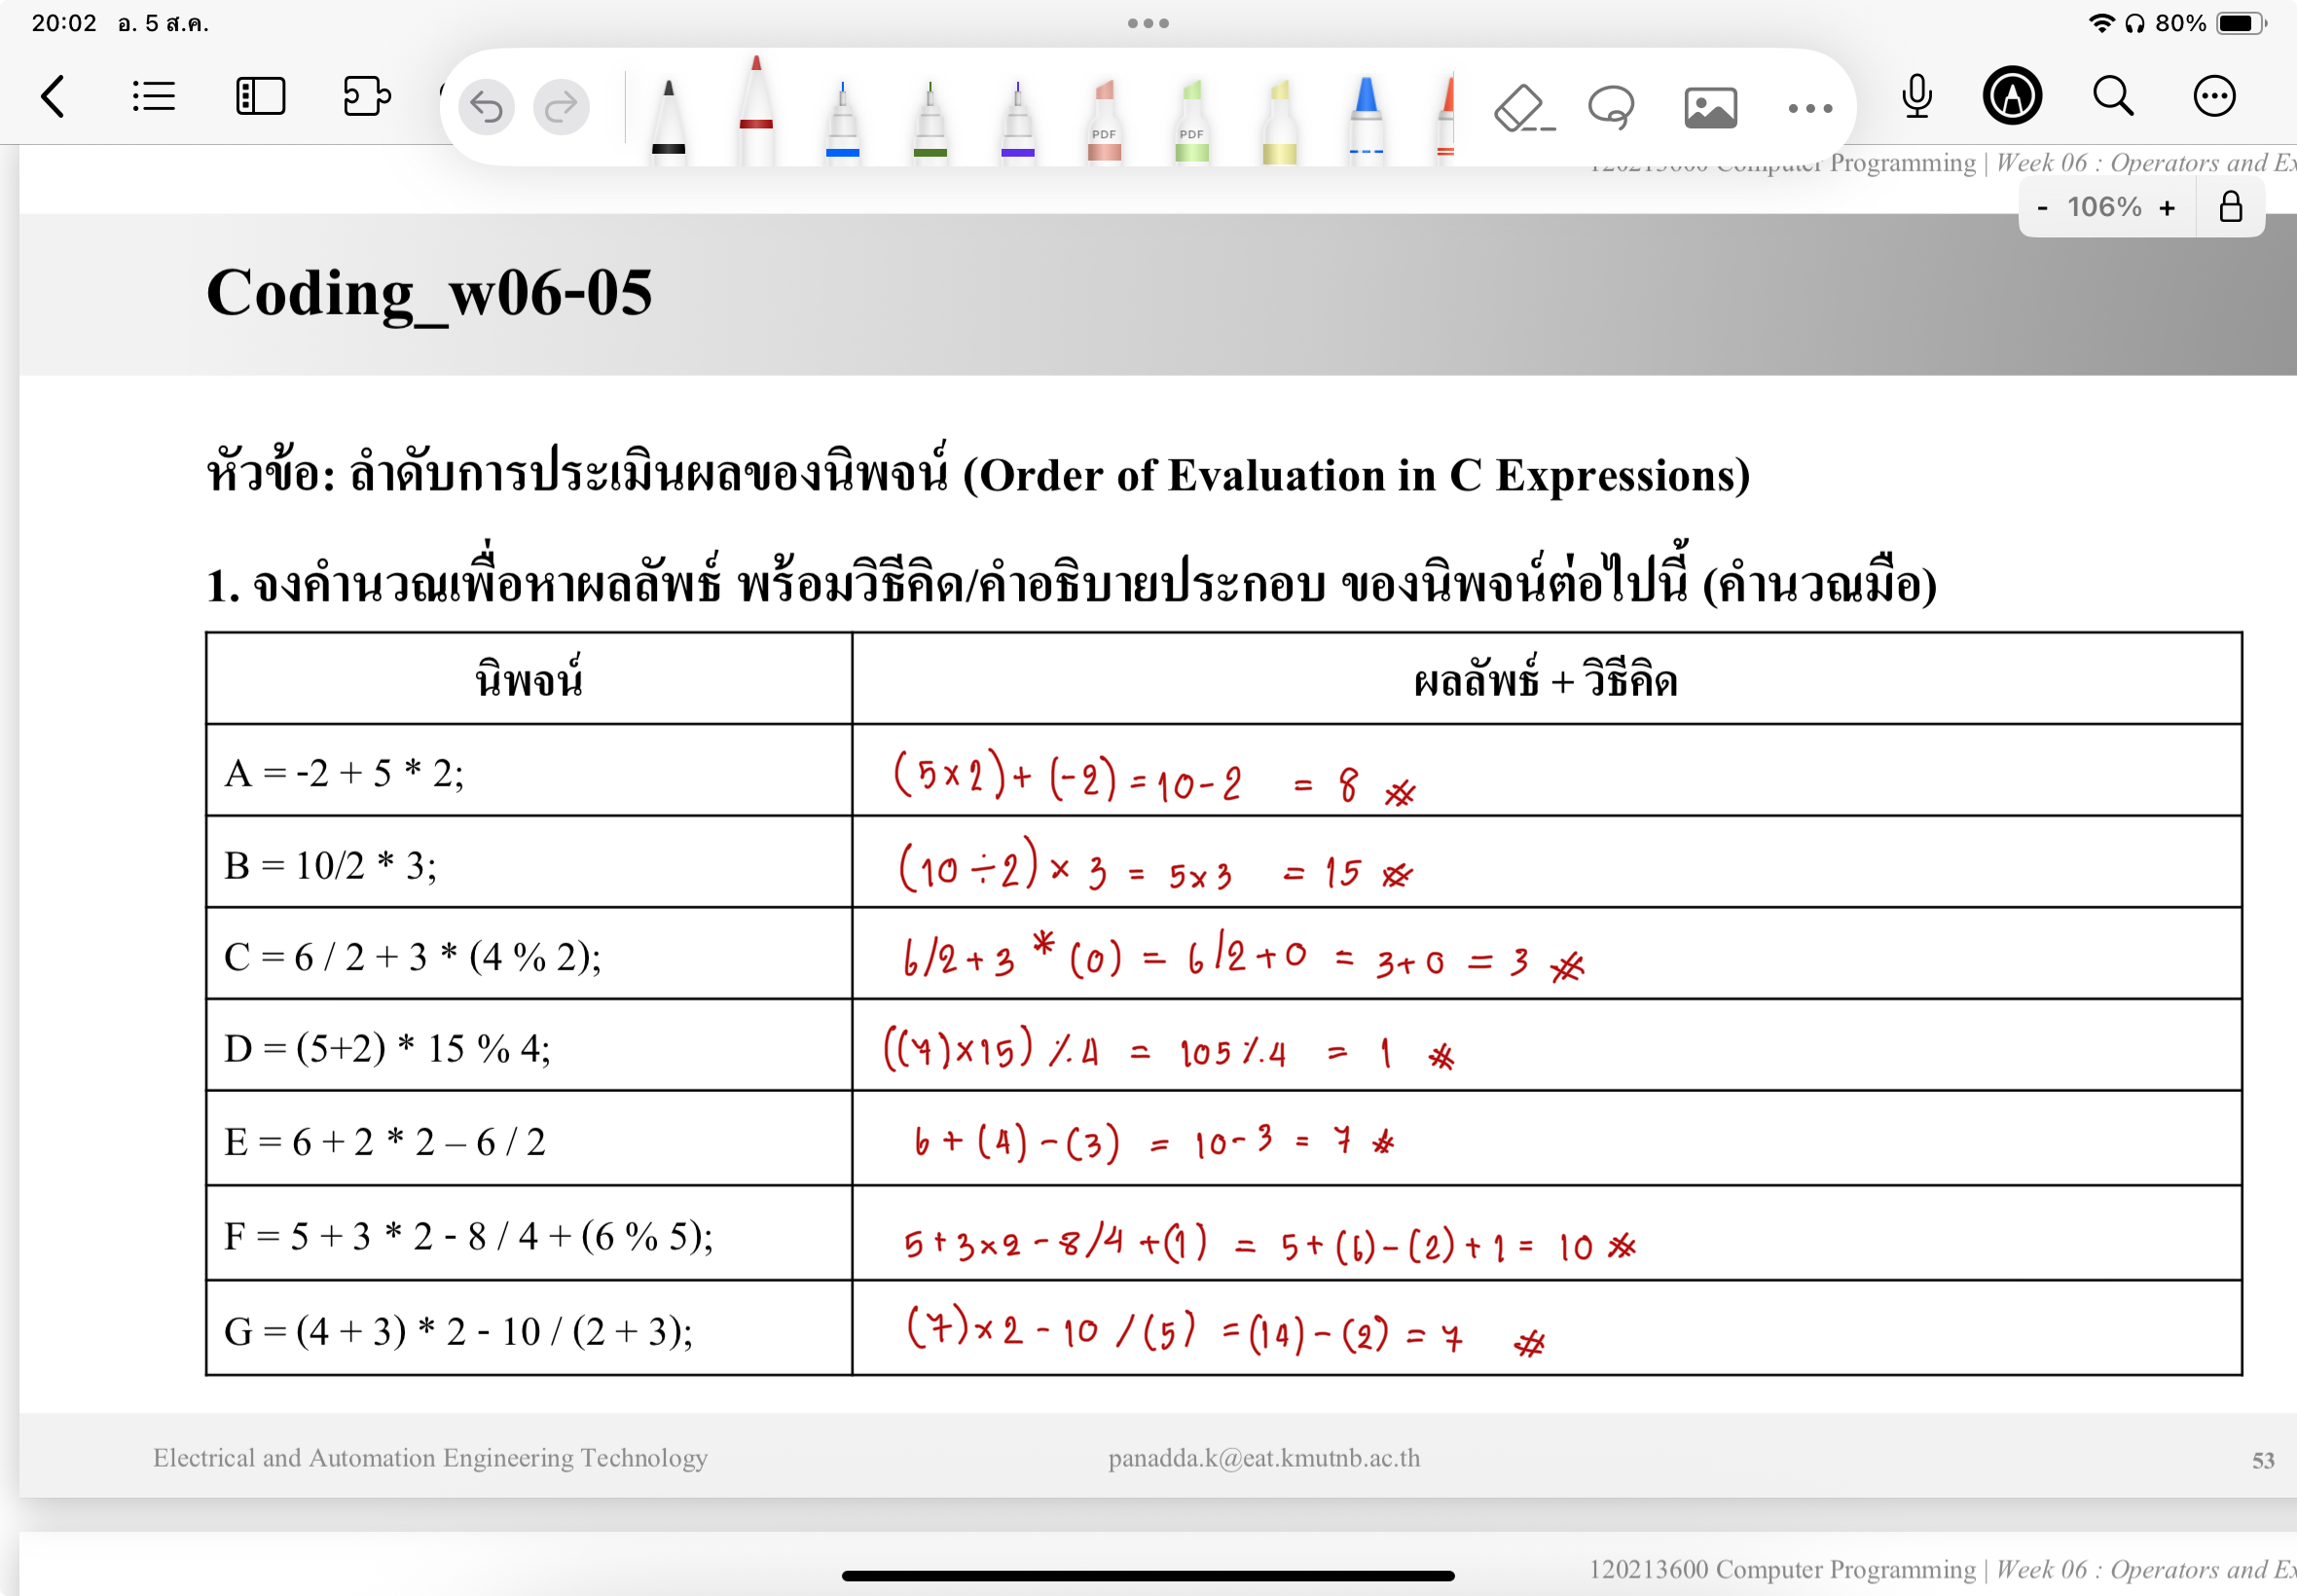 20:02 อ. 5 ส.ค.
80%
PDF PDF
Computer Programming | Week 06 : Operators and Ex
- 106% +
Coding_w06-05
หัวข้อ: ลำดับการประเมินผลของนิพจน์ (Order of Evaluation in C Expressions)
1. จงคำนวณเพื่อหาผลลัพธ์ พร้อมวิธีคิด/คำอธิบายประกอบ ของนิพจน์ต่อไปนี้ (คำนวณมือ)
นิพจน์ ผลลัพธ์ + วิธีคิด
A = -2 + 5 * 2; (5×2)+ (-2) = 10-2 = 8 #
B = 10/2 * 3; (10÷2) × 3 = 5×3 = 15 #
C = 6 / 2 + 3 * (4 % 2); 6/2+3 * (0) = 6/2+0 = 3+0 = 3 #
D = (5+2) * 15 % 4; ((7)×15) % 4 = 105 % 4 = 1 #
E = 6 + 2 * 2 – 6 / 2 6 + (4) -(3) = 10-3 = 7 #
F = 5 + 3 * 2 - 8 / 4 + (6 % 5); 5+3×2 - 8/4 +(1) = 5+(6)-(2)+1 = 10 #
G = (4 + 3) * 2 - 10 / (2 + 3); (7)×2 - 10 /(5) =(14)-(2) = 7 #
Electrical and Automation Engineering Technology panadda.k@eat.kmutnb.ac.th 53
120213600 Computer Programming | Week 06 : Operators and Ex